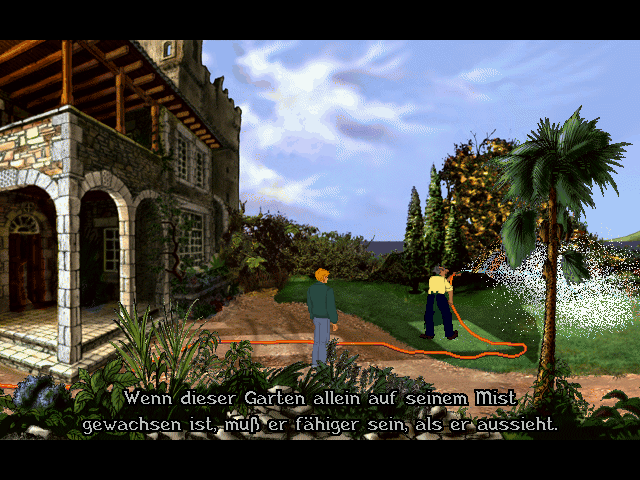 Wenn dieser Garten allein auf seinem Mist
gewachsen ist, muß er fähiger sein, als er aussieht.